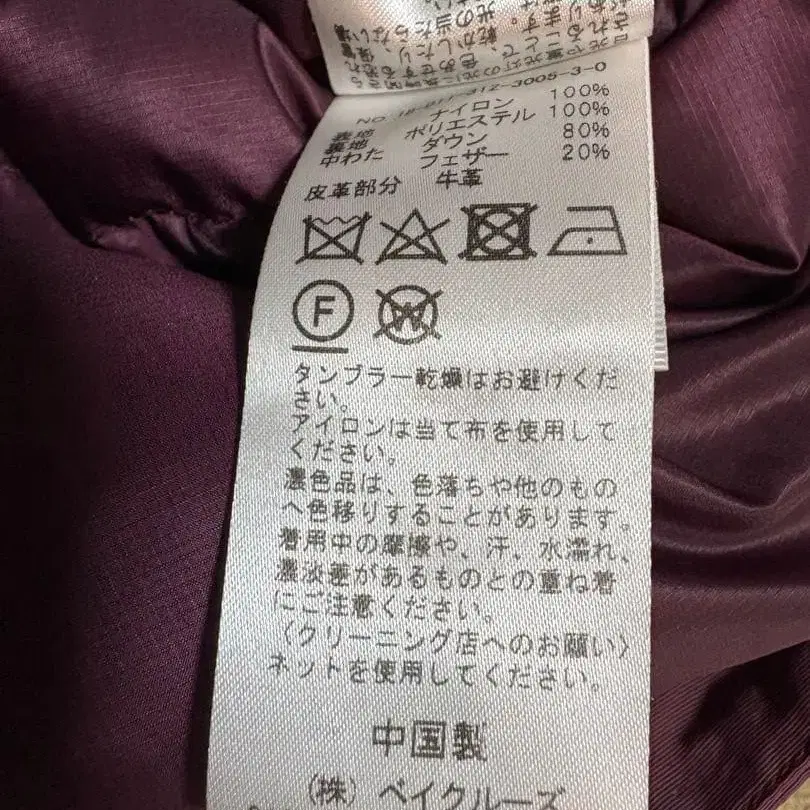 3005-3-0
表地 ナイロン 100%
裏地 ポリエステル 100%
中わた ダウン 80%
フェザー 20%
皮革部分 牛革
F
W
タンブラー乾燥はお避けくだ
さい。
アイロンは当て布を使用して
ください。
濃色品は、色落ちや他のもの
へ色移りすることがあります。
着用中の摩擦や、汗、水濡れ、
濃淡差があるものとの重ね着
にご注意ください。
〈クリーニング店へのお願い〉
ネットを使用してください。
中国製
(株) ベイクルーズ